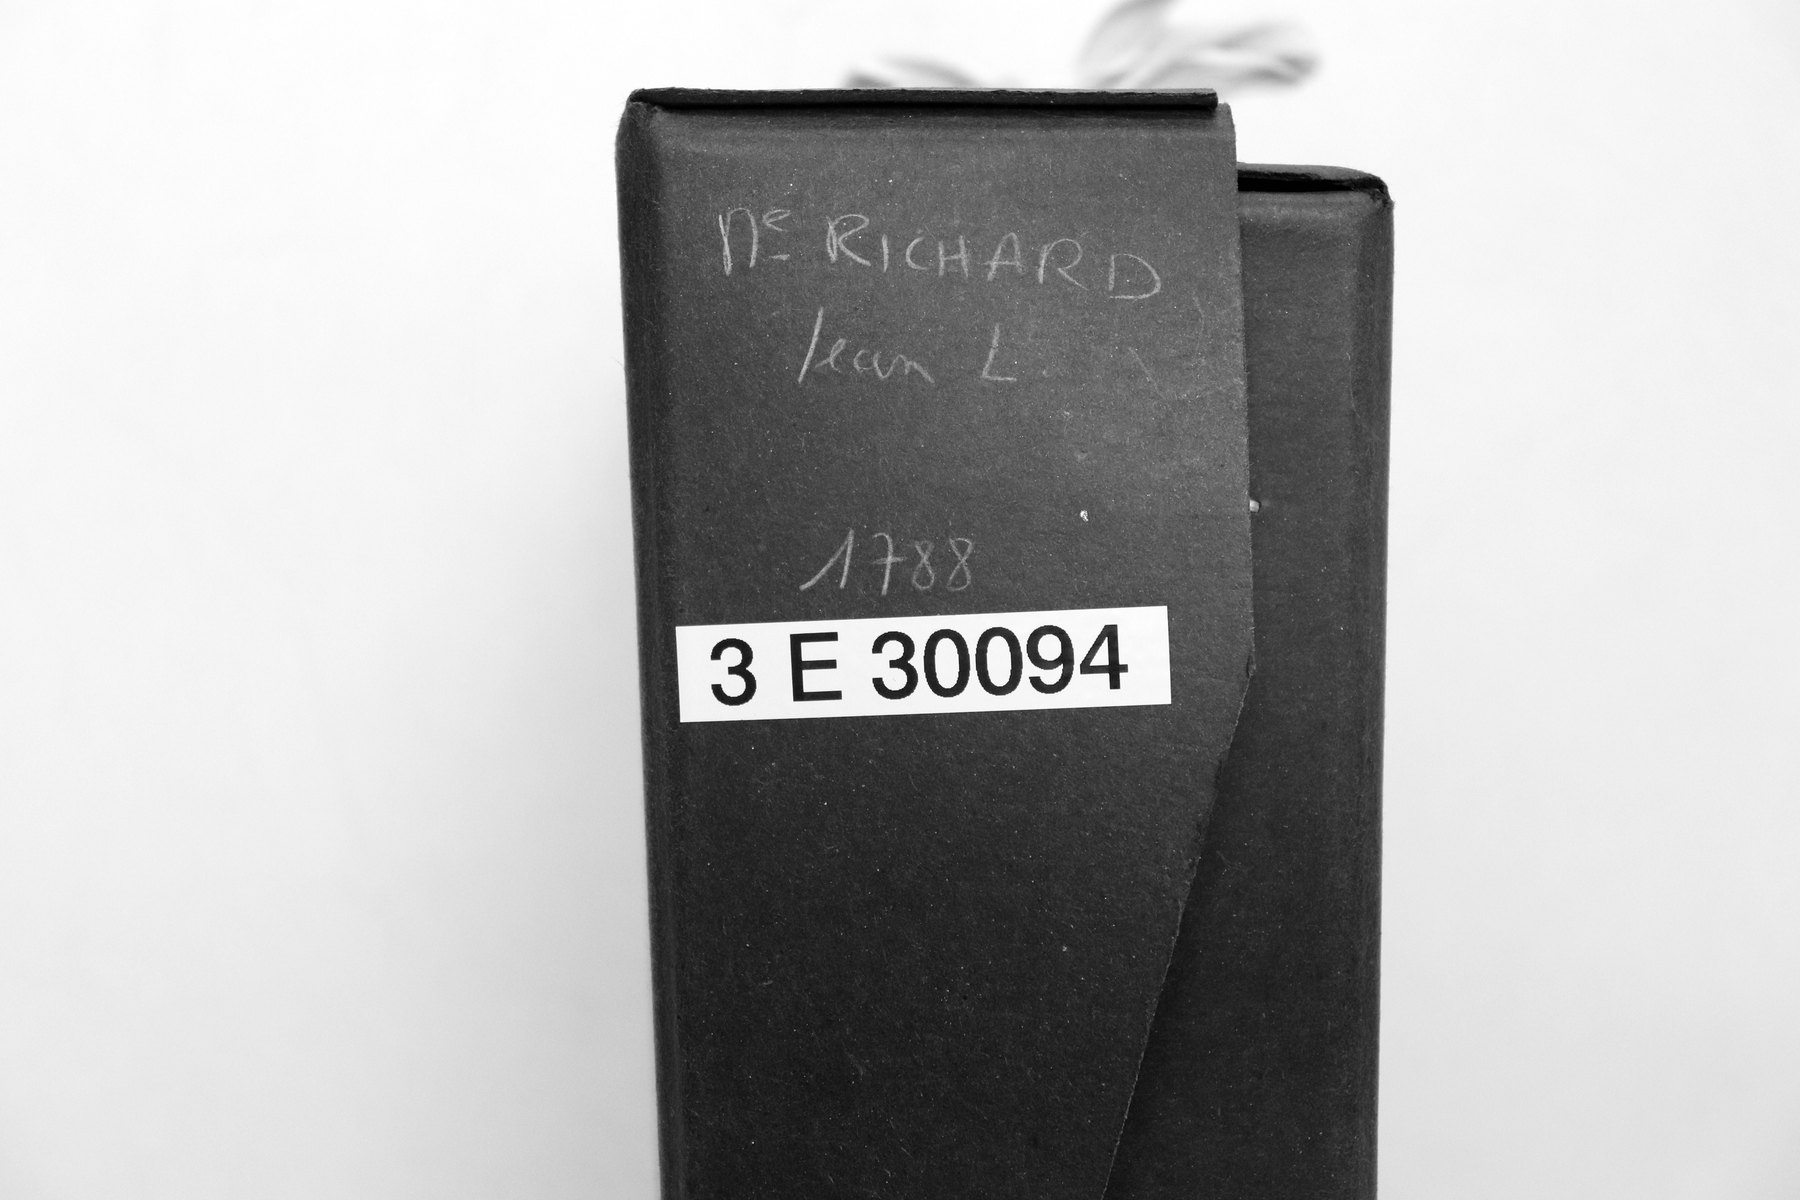 Me RICHARD
Jean L.
1788
3 E 30094